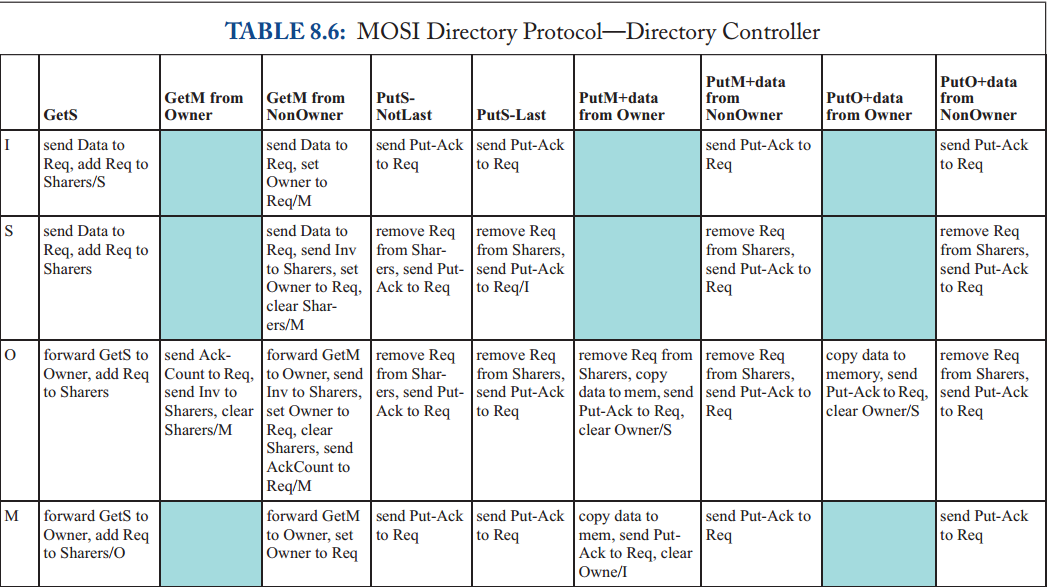 TABLE 8.6: MOSI Directory Protocol—Directory Controller
GetS
GetM from
Owner
GetM from
NonOwner
PutS-
NotLast
PutS-Last
PutM+data
from Owner
PutM+data
from
NonOwner
PutO+data
from Owner
PutO+data
from
NonOwner
I
send Data to
Req, add Req to
Sharers/S
send Data to
Req, set
Owner to
Req/M
send Put-Ack
to Req
send Put-Ack
to Req
send Put-Ack to
Req
send Put-Ack
to Req
S
send Data to
Req, add Req to
Sharers
send Data to
Req, send Inv
to Sharers, set
Owner to Req,
clear Shar-
ers/M
remove Req
from Shar-
ers, send Put-
Ack to Req
remove Req
from Sharers,
send Put-Ack
to Req/I
remove Req
from Sharers,
send Put-Ack to
Req
remove Req
from Sharers,
send Put-Ack
to Req
O
forward GetS to
Owner, add Req
to Sharers
send Ack-
Count to Req,
send Inv to
Sharers, clear
Sharers/M
forward GetM
to Owner, send
Inv to Sharers,
set Owner to
Req, clear
Sharers, send
AckCount to
Req/M
remove Req
from Shar-
ers, send Put-
Ack to Req
remove Req
from Sharers,
send Put-Ack
to Req
remove Req from
Sharers, copy
data to mem, send
Put-Ack to Req,
clear Owner/S
remove Req
from Sharers,
send Put-Ack to
Req
copy data to
memory, send
Put-Ack to Req,
clear Owner/S
remove Req
from Sharers,
send Put-Ack
to Req
M
forward GetS to
Owner, add Req
to Sharers/O
forward GetM
to Owner, set
Owner to Req
send Put-Ack
to Req
send Put-Ack
to Req
copy data to
mem, send Put-
Ack to Req, clear
Owne/I
send Put-Ack to
Req
send Put-Ack
to Req